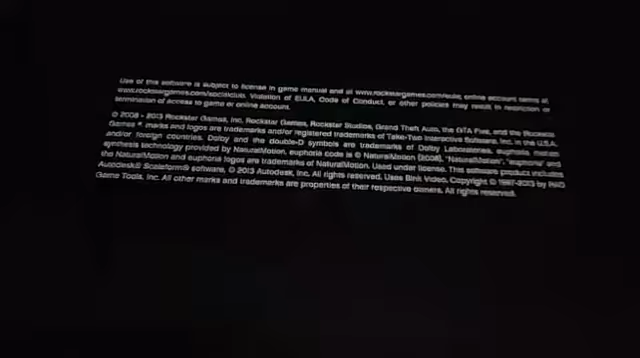 Use of this software is subject to license in game manual and at www.rockstargames.com/eula; online account terms at
www.rockstargames.com/socialclub. Violation of EULA, Code of Conduct, or other policies may result in restriction or
termination of access to game or online account.
© 2008 - 2013 Rockstar Games, Inc. Rockstar Games, Rockstar Studios, Grand Theft Auto, the GTA Five, and the Rockstar
Games marks and logos are trademarks and/or registered trademarks of Take-Two Interactive Software, Inc. in the U.S.A.
and/or foreign countries. Dolby and the double-D symbols are trademarks of Dolby Laboratories. euphoria motion
synthesis technology provided by NaturalMotion. euphoria code is © NaturalMotion (2008). "NaturalMotion", "euphoria" and
the NaturalMotion and euphoria logos are trademarks of NaturalMotion. Used under license. This software product includes
Autodesk® Scaleform® software, © 2013 Autodesk, Inc. All rights reserved. Uses Bink Video. Copyright © 1997-2013 by RAD
Game Tools, Inc. All other marks and trademarks are properties of their respective owners. All rights reserved.